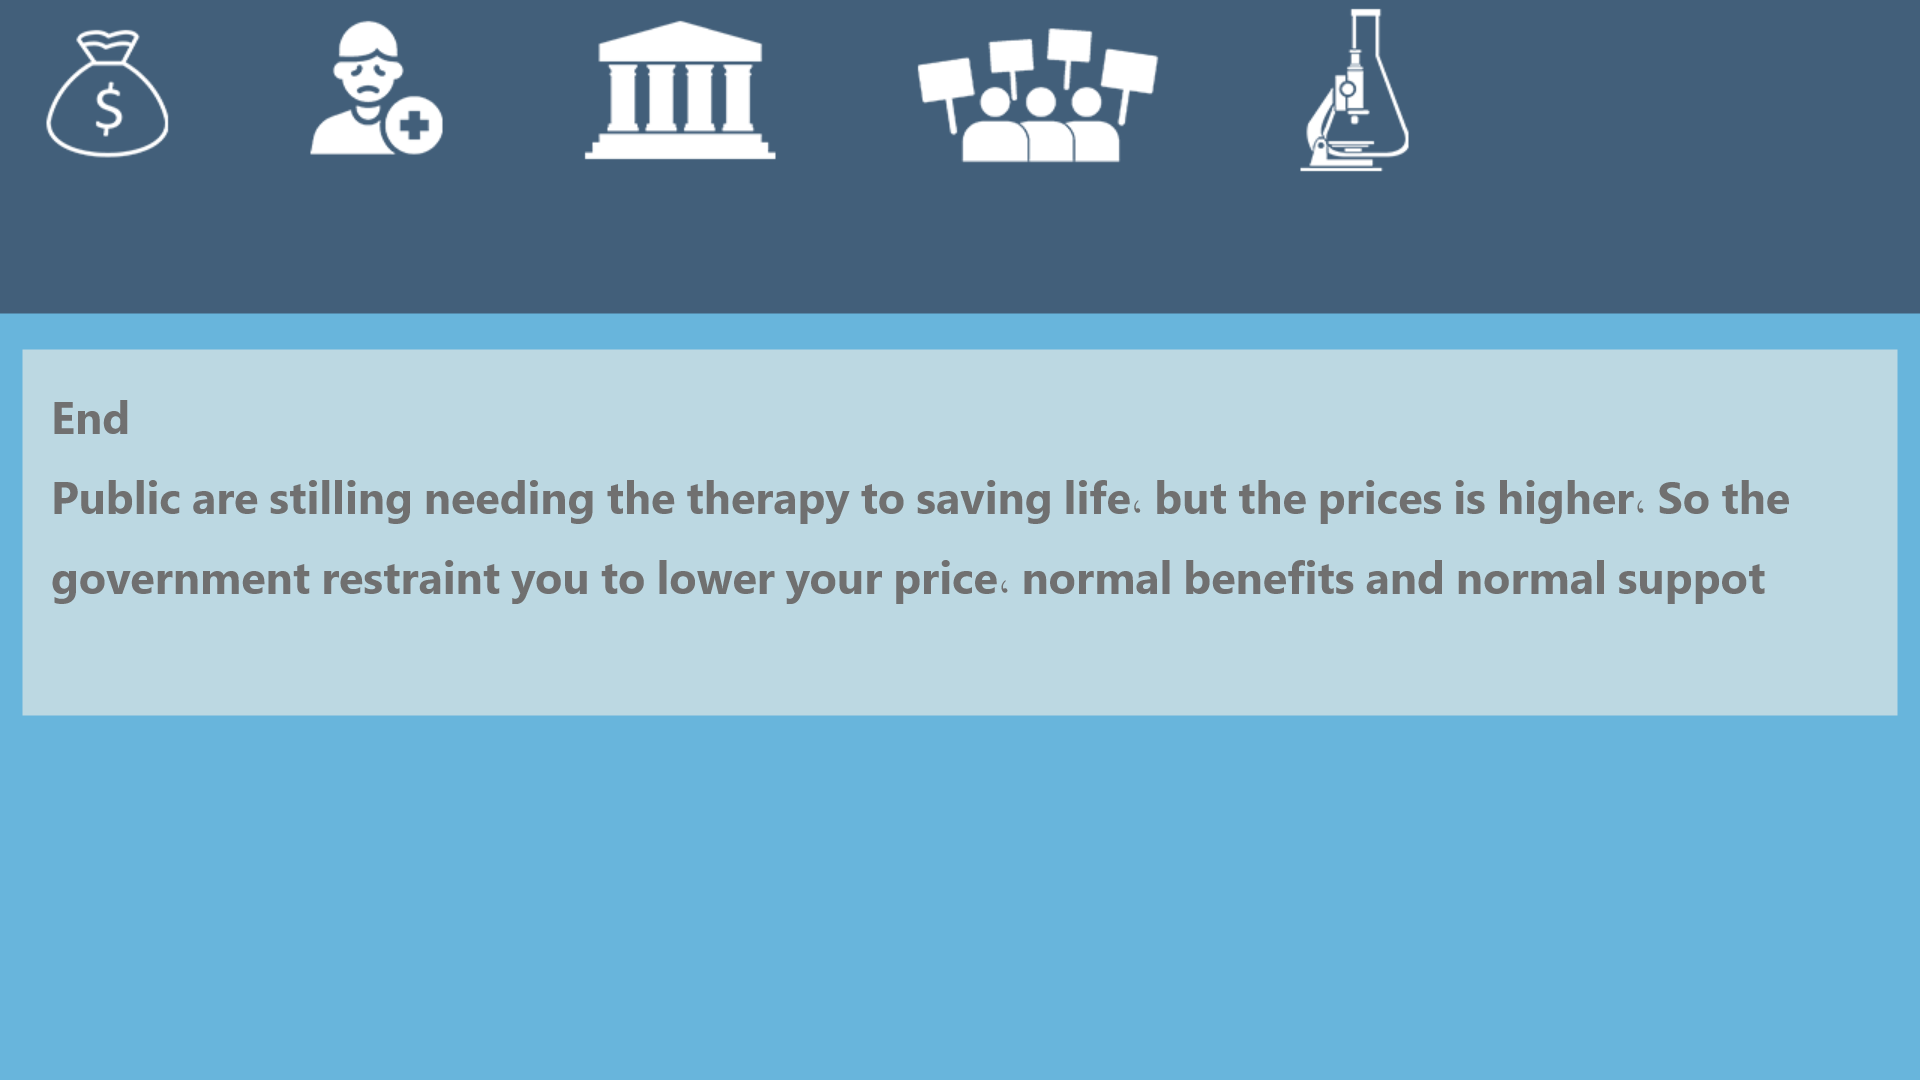 End
Public are stilling needing the therapy to saving life، but the prices is higher، So the
government restraint you to lower your price، normal benefits and normal suppot